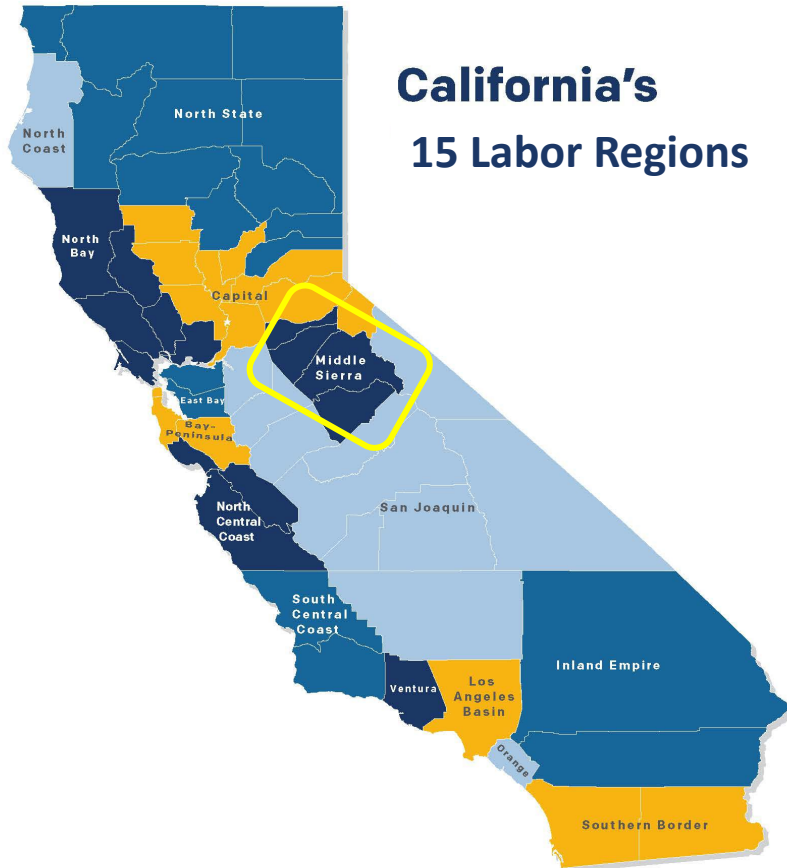 California's
15 Labor Regions
North State
North
Coast
North
Bay
Capital
Middle
Sierra
East Bay
Bay-
Peninsula
North
Central
Coast
San Joaquin
South
Central
Coast
Ventura
Los
Angeles
Basin
Inland Empire
Orange
Southern Border